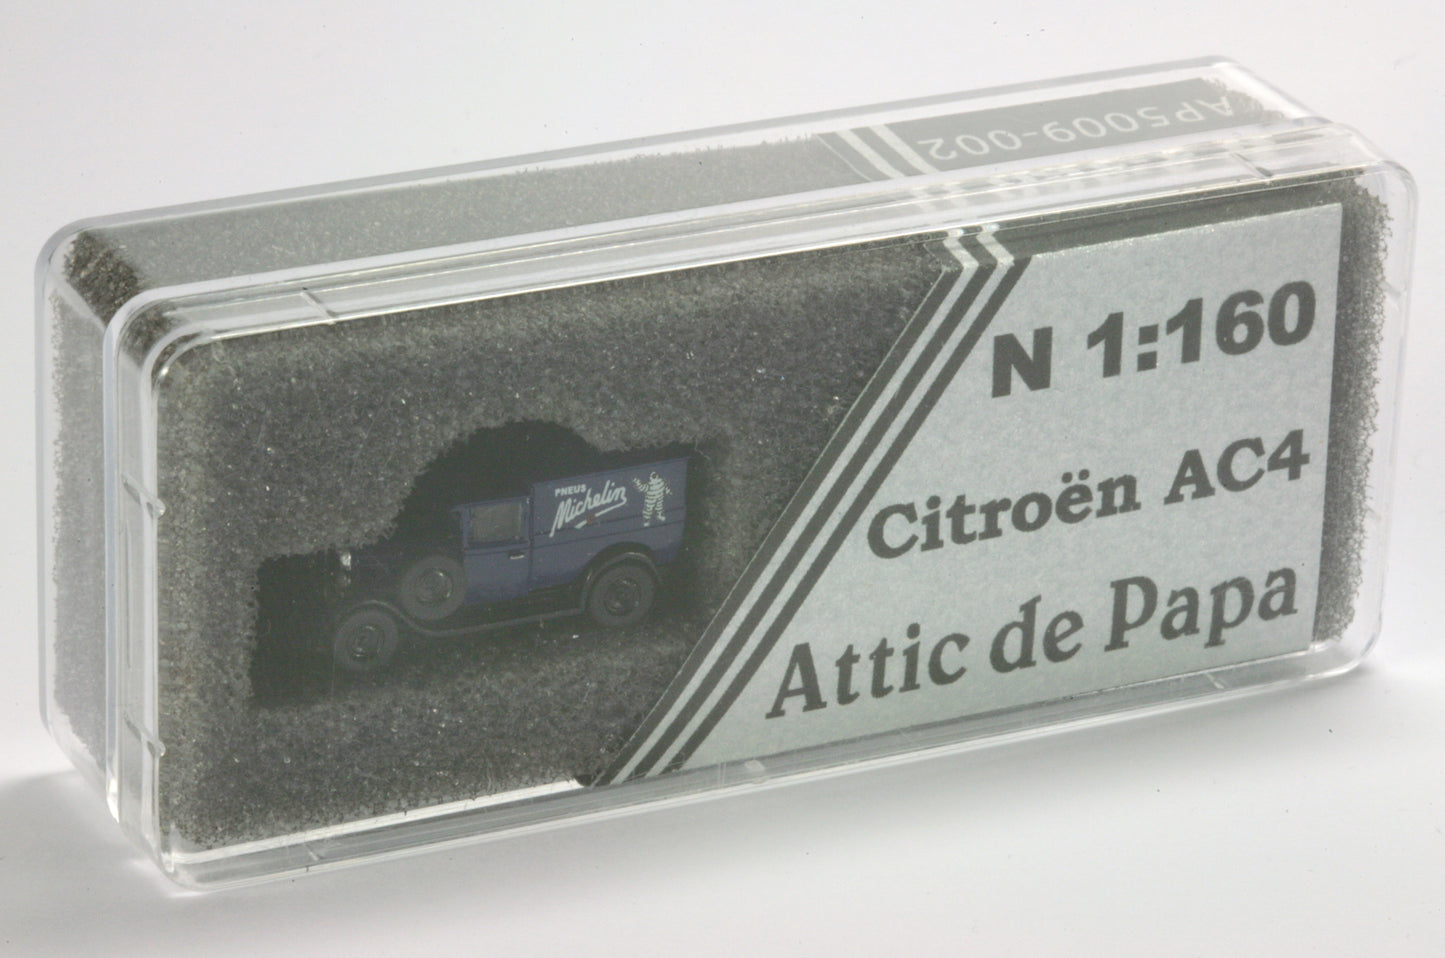 AP5009-002
N 1:160
Citroën AC4
Attic de Papa
PNEUS
Michelin